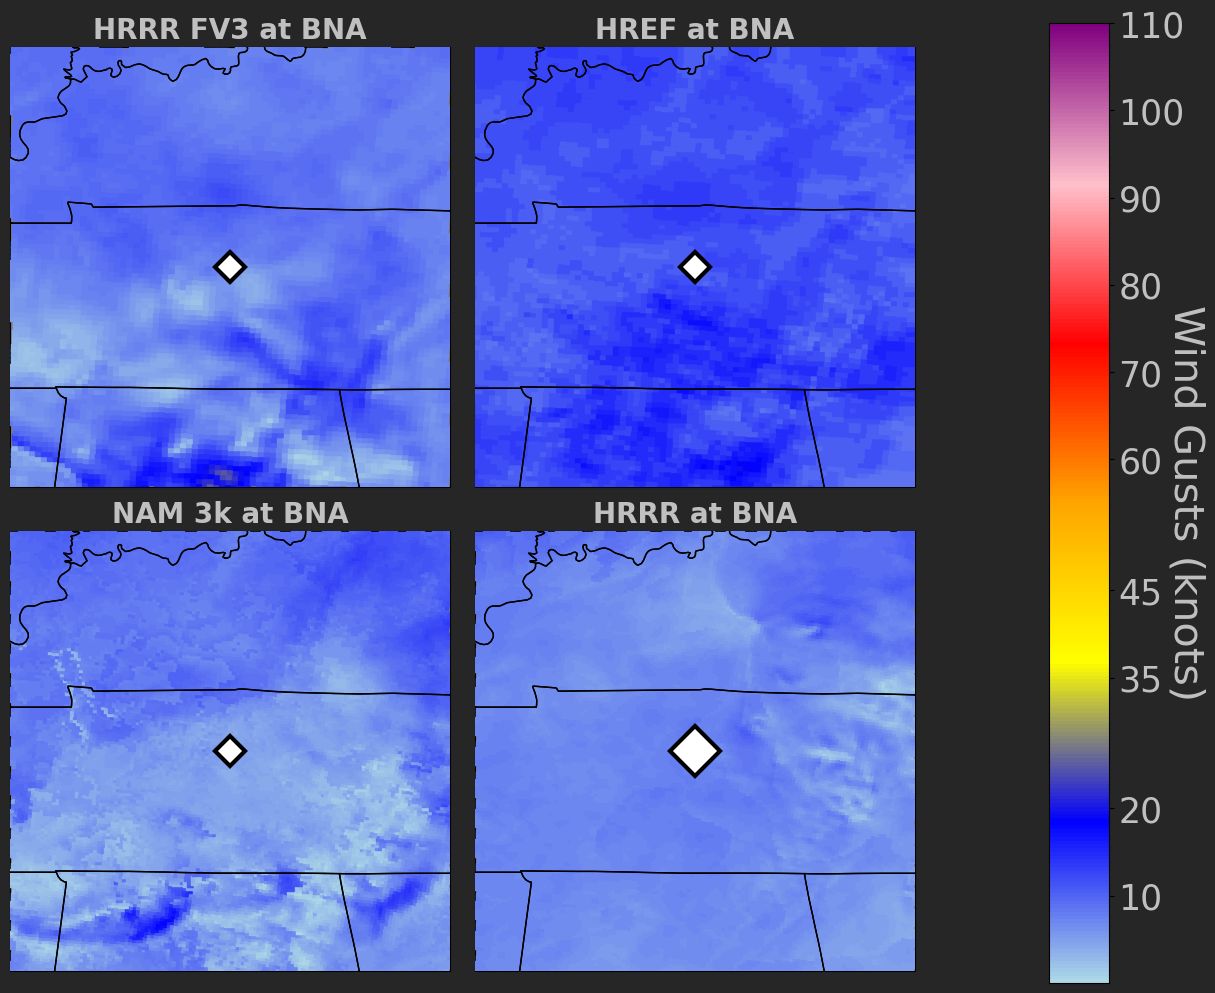 HRRR FV3 at BNA
HREF at BNA
NAM 3k at BNA
HRRR at BNA
110
100
90
80
70
60
45
35
20
10
Wind Gusts (knots)